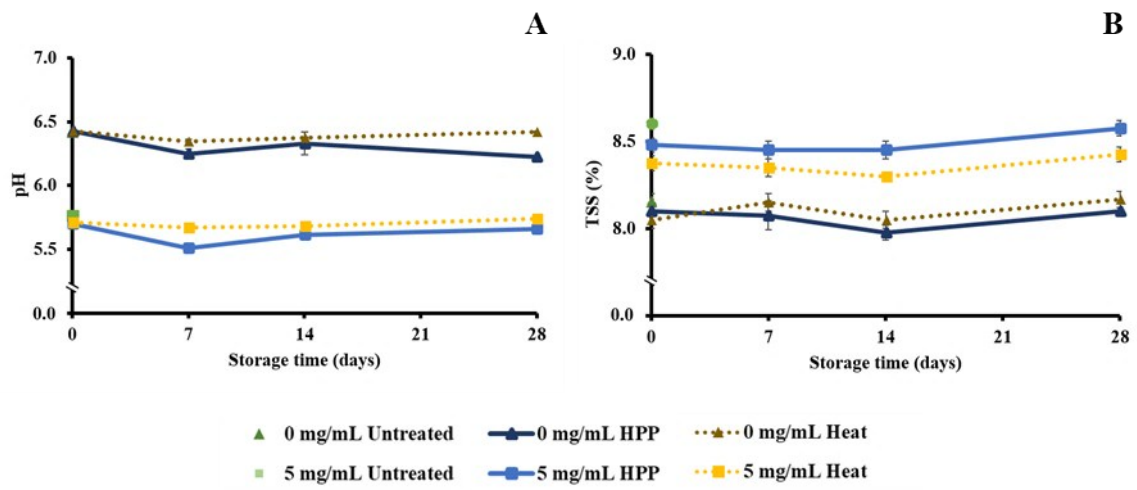 A
B
7.0
6.5
6.0
5.5
0.0
pH
0
7
14
21
28
Storage time (days)
9.0
8.5
8.0
0.0
TSS (%)
0
7
14
21
28
Storage time (days)
0 mg/mL Untreated
0 mg/mL HPP
0 mg/mL Heat
5 mg/mL Untreated
5 mg/mL HPP
5 mg/mL Heat